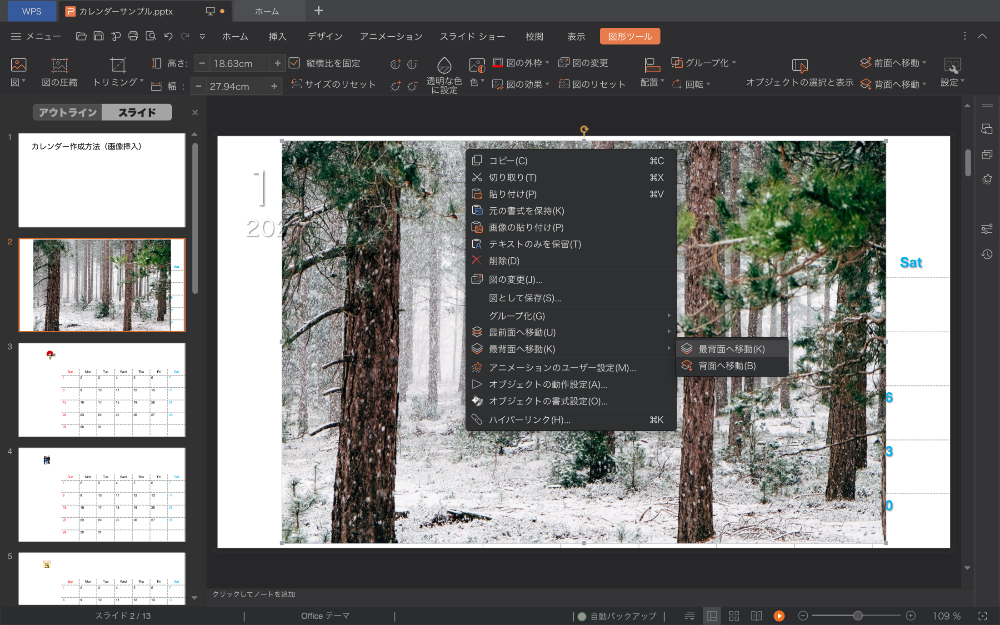 WPS
カレンダーサンプル.pptx
ホーム
メニュー
ホーム
挿入
デザイン
アニメーション
スライド ショー
校閲
表示
図形ツール
図
図の圧縮
トリミング
高さ:
18.63cm
幅 :
27.94cm
縦横比を固定
サイズのリセット
透明な色
に設定
色
図の外枠
図の効果
図の変更
図のリセット
配置
グループ化
回転
オブジェクトの選択と表示
前面へ移動
背面へ移動
設定
アウトライン
スライド
1
カレンダー作成方法（画像挿入）
2
Sat
6
3
0
3
Sun Mon Tue Wed Thu Fri Sat
1 2 3 4 5 6 7
8 9 10 11 12 13 14
15 16 17 18 19 20 21
22 23 24 25 26 27 28
29 30 31
4
Sun Mon Tue Wed Thu Fri Sat
1 2 3 4 5 6 7
8 9 10 11 12 13 14
15 16 17 18 19 20 21
22 23 24 25 26 27 28
29 30 31
5
Sun Mon Tue Wed Thu Fri Sat
1 2 3 4 5 6 7
8 9 10 11 12 13 14
1
202
Sat
6
3
0
コピー(C) ⌘C
切り取り(T) ⌘X
貼り付け(P) ⌘V
元の書式を保持(K)
画像の貼り付け(P)
テキストのみを保留(T)
削除(D)
図の変更(J)...
図として保存(S)...
グループ化(G)
最前面へ移動(U)
最背面へ移動(K)
アニメーションのユーザー設定(M)...
オブジェクトの動作設定(A)...
オブジェクトの書式設定(O)...
ハイパーリンク(H)... ⌘K
最背面へ移動(K)
背面へ移動(B)
クリックしてノートを追加
スライド 2 / 13
Office テーマ
自動バックアップ
109 %